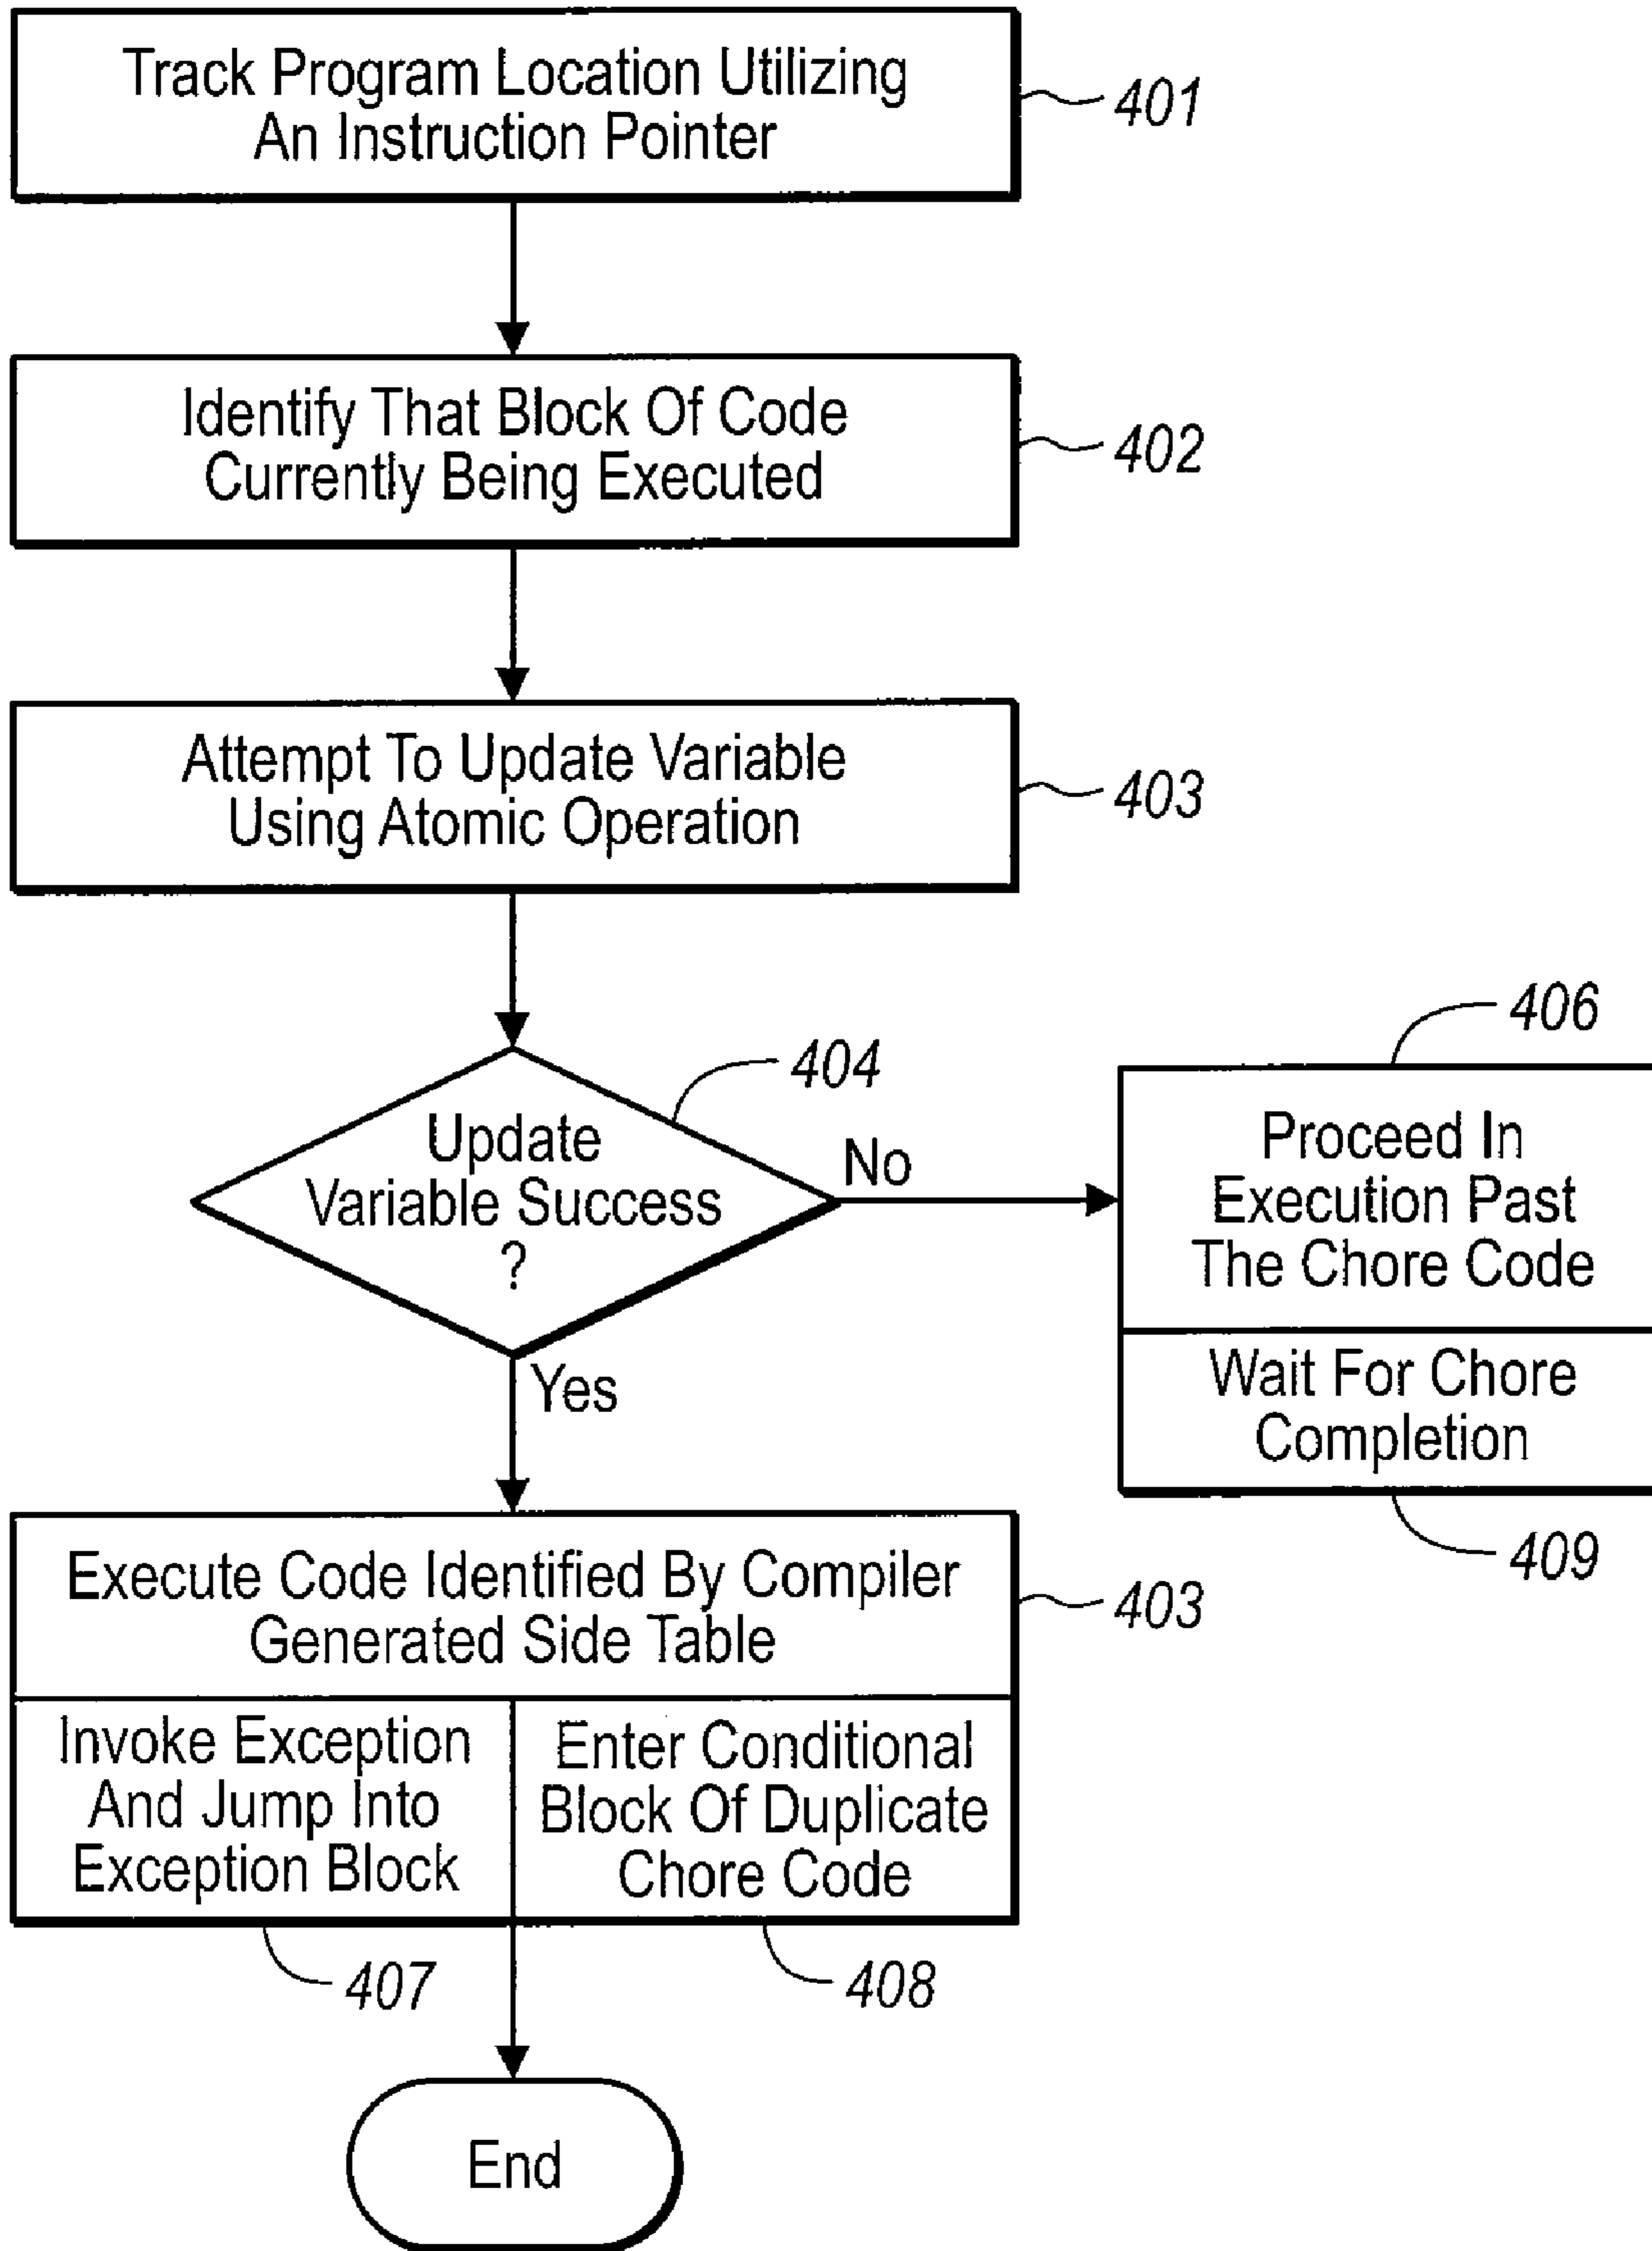 Track Program Location Utilizing
An Instruction Pointer
401
Identify That Block Of Code
Currently Being Executed
402
Attempt To Update Variable
Using Atomic Operation
403
404
Update
Variable Success
?
No
Yes
406
Proceed In
Execution Past
The Chore Code
Wait For Chore
Completion
409
Execute Code Identified By Compiler
Generated Side Table
403
Invoke Exception
And Jump Into
Exception Block
407
Enter Conditional
Block Of Duplicate
Chore Code
408
End